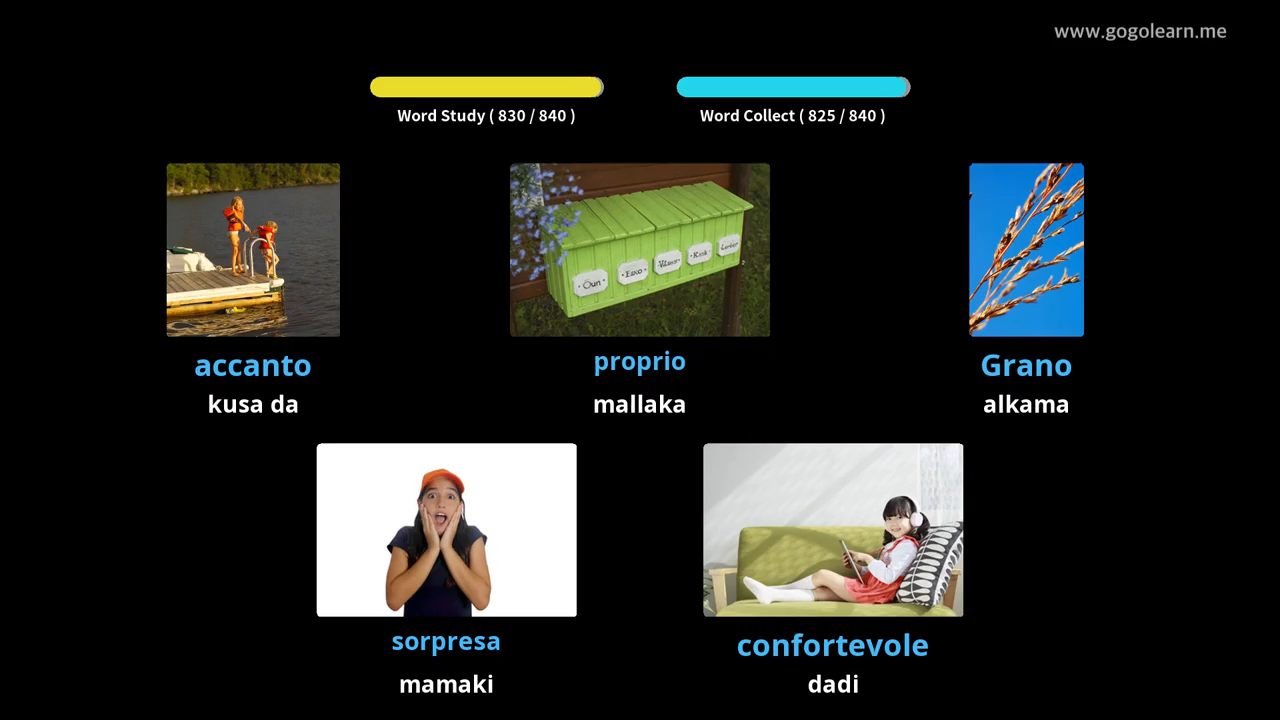 www.gogolearn.me
Word Study ( 830 / 840 )
Word Collect ( 825 / 840 )
accanto
kusa da
proprio
mallaka
Grano
alkama
sorpresa
mamaki
confortevole
dadi